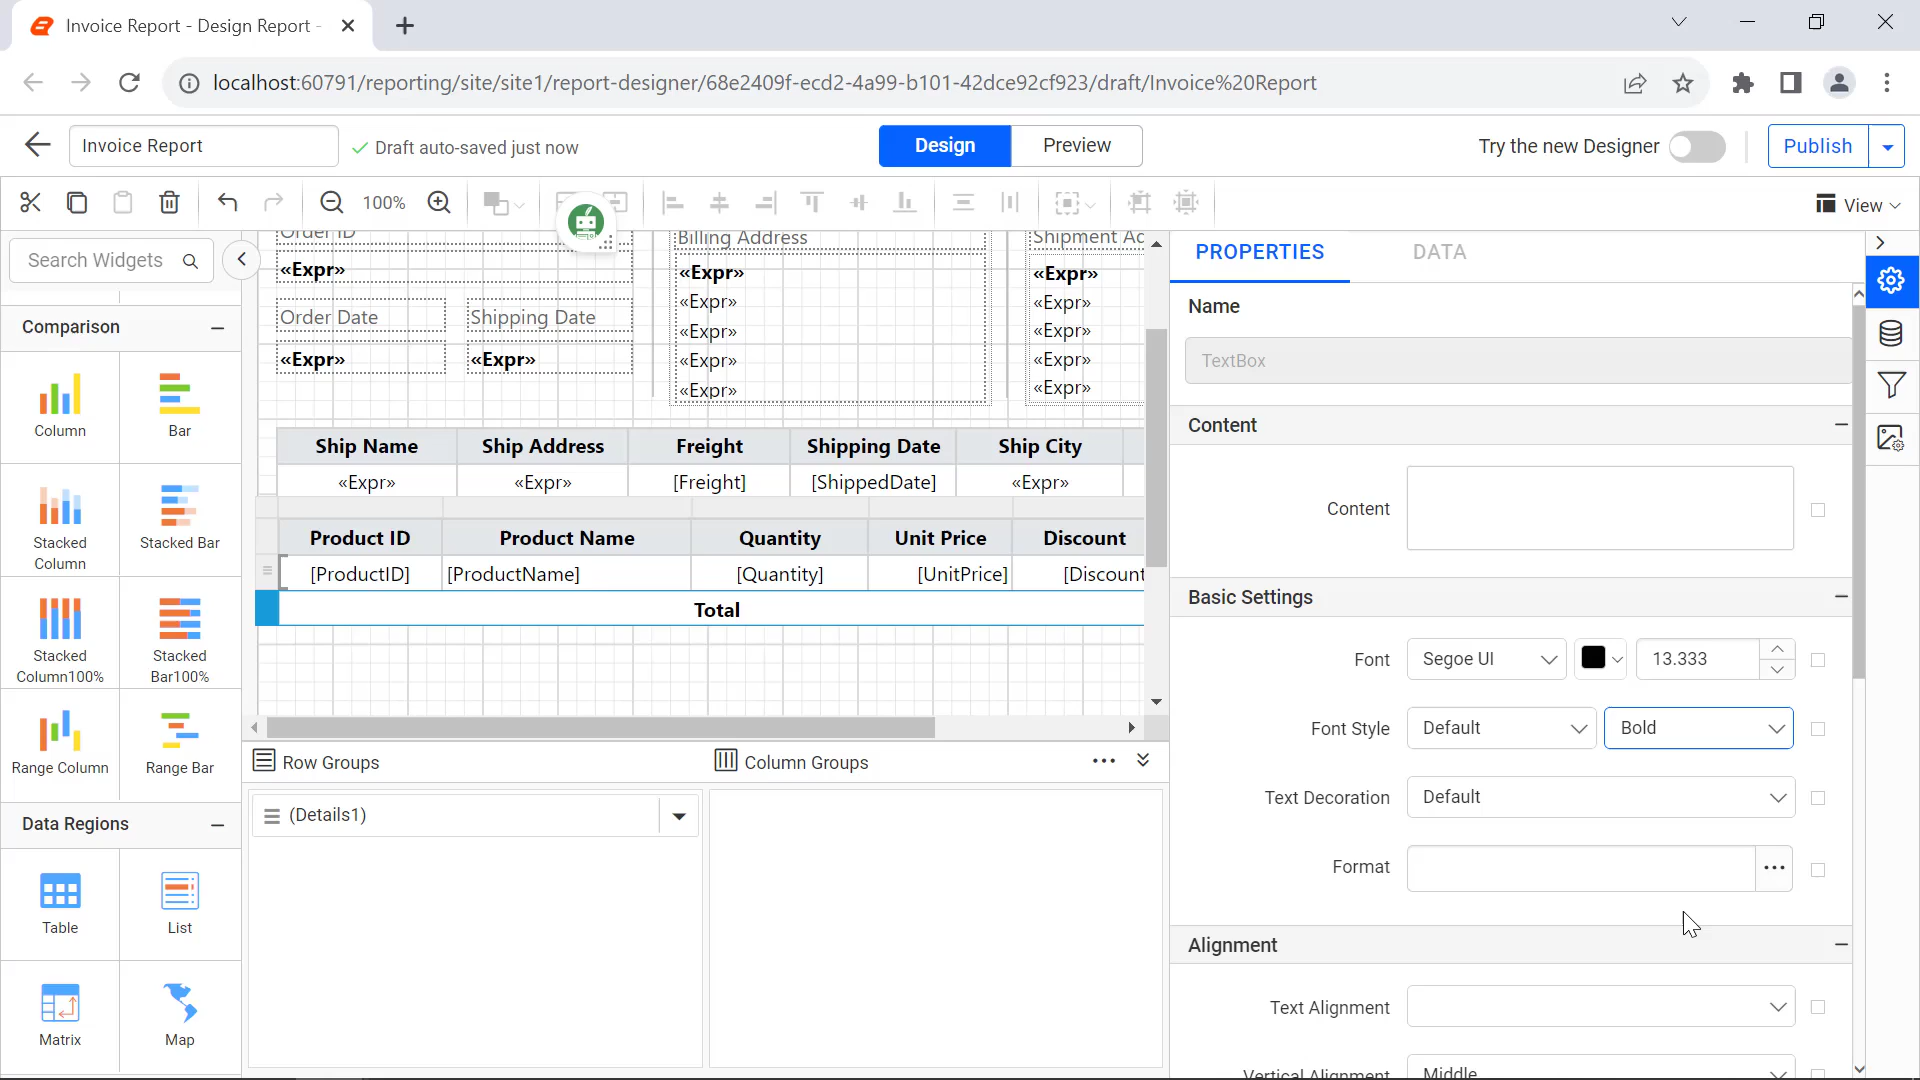 Invoice Report - Design Report -
localhost:60791/reporting/site/site1/report-designer/68e2409f-ecd2-4a99-b101-42dce92cf923/draft/Invoice%20Report
Invoice Report
Draft auto-saved just now
Design
Preview
Try the new Designer
Publish
100%
View
Search Widgets
Comparison
Column
Bar
Stacked
Column
Stacked Bar
Stacked
Column100%
Stacked
Bar100%
Range Column
Range Bar
Data Regions
Table
List
Matrix
Map
OrderID
«Expr»
Order Date
Shipping Date
«Expr»
«Expr»
Billing Address
«Expr»
«Expr»
«Expr»
«Expr»
«Expr»
Shipment Ad
«Expr»
«Expr»
«Expr»
«Expr»
«Expr»
Ship Name
Ship Address
Freight
Shipping Date
Ship City
«Expr»
«Expr»
[Freight]
[ShippedDate]
«Expr»
Product ID
Product Name
Quantity
Unit Price
Discount
[ProductID]
[ProductName]
[Quantity]
[UnitPrice]
[Discount
Total
Row Groups
Column Groups
(Details1)
PROPERTIES
DATA
Name
TextBox
Content
Content
Basic Settings
Font
Segoe UI
13.333
Font Style
Default
Bold
Text Decoration
Default
Format
Alignment
Text Alignment
Vertical Alignment
Middle